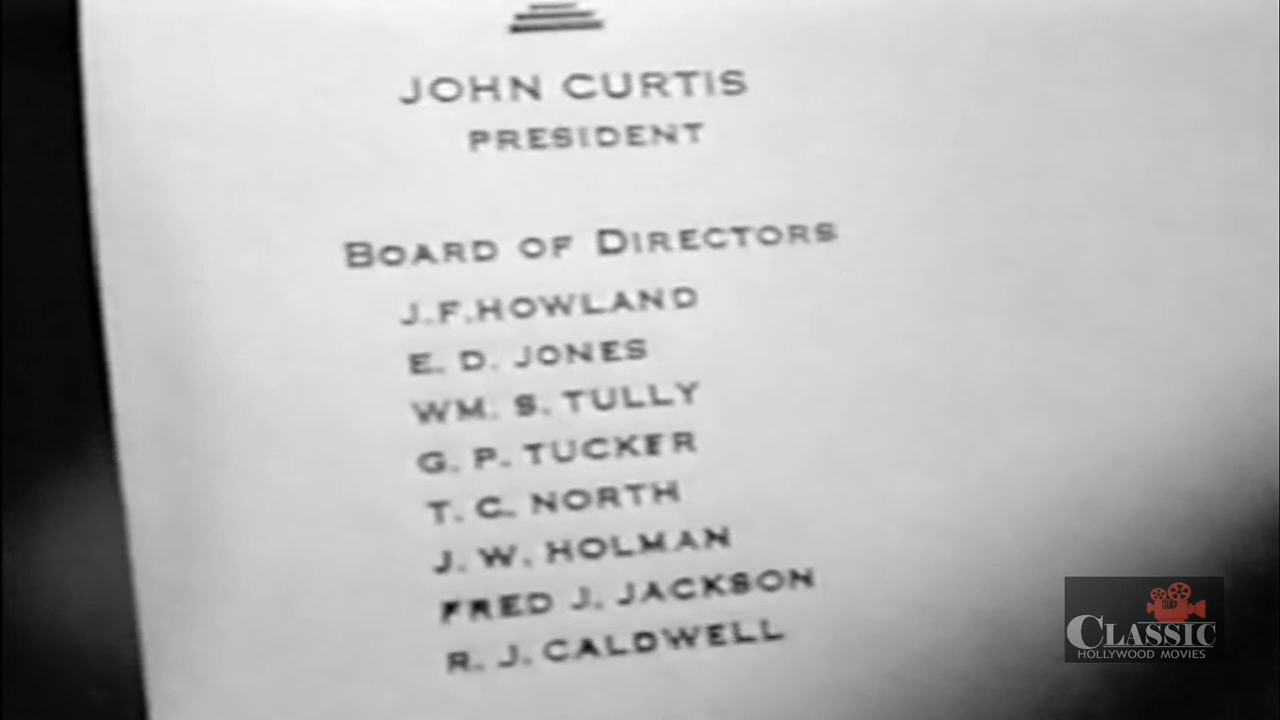 JOHN CURTIS
PRESIDENT
BOARD OF DIRECTORS
J.F.HOWLAND
E. D. JONES
WM. S. TULLY
G. P. TUCKER
T. C. NORTH
J. W. HOLMAN
FRED J. JACKSON
R. J. CALDWELL
CLASSIC
HOLLYWOOD MOVIES